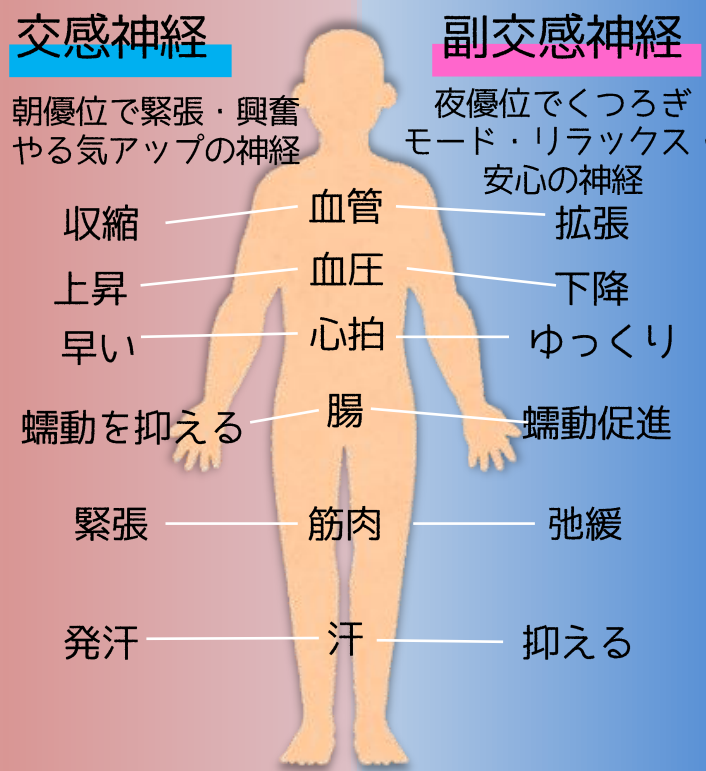 交感神経
副交感神経
朝優位で緊張・興奮
やる気アップの神経
夜優位でくつろぎ
モード・リラックス・
安心の神経
収縮 血管 拡張
上昇 血圧 下降
早い 心拍 ゆっくり
蠕動を抑える 腸 蠕動促進
緊張 筋肉 弛緩
発汗 汗 抑える